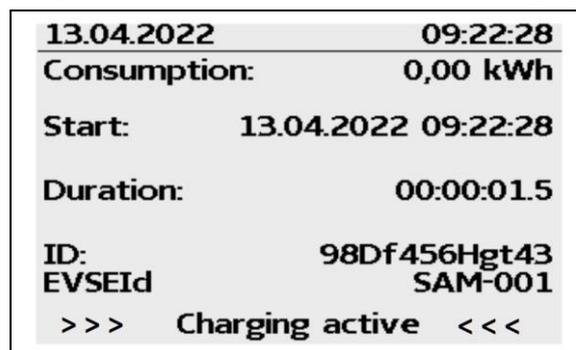 13.04.2022 09:22:28
Consumption: 0,00 kWh
Start: 13.04.2022 09:22:28
Duration: 00:00:01.5
ID: 98Df456Hgt43
EVSEId SAM-001
>>> Charging active <<<